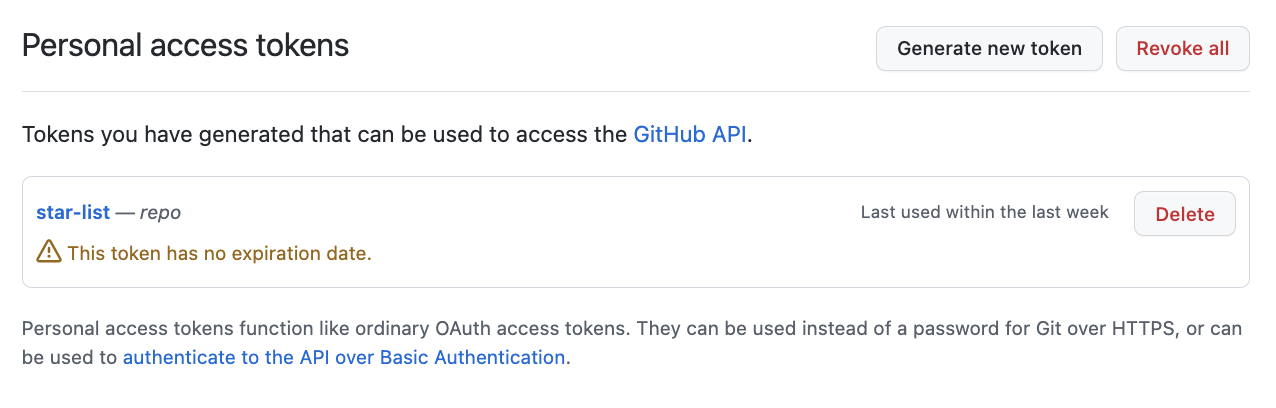 Personal access tokens
Generate new token
Revoke all
Tokens you have generated that can be used to access the GitHub API.
star-list — repo
Last used within the last week
Delete
This token has no expiration date.
Personal access tokens function like ordinary OAuth access tokens. They can be used instead of a password for Git over HTTPS, or can
be used to authenticate to the API over Basic Authentication.